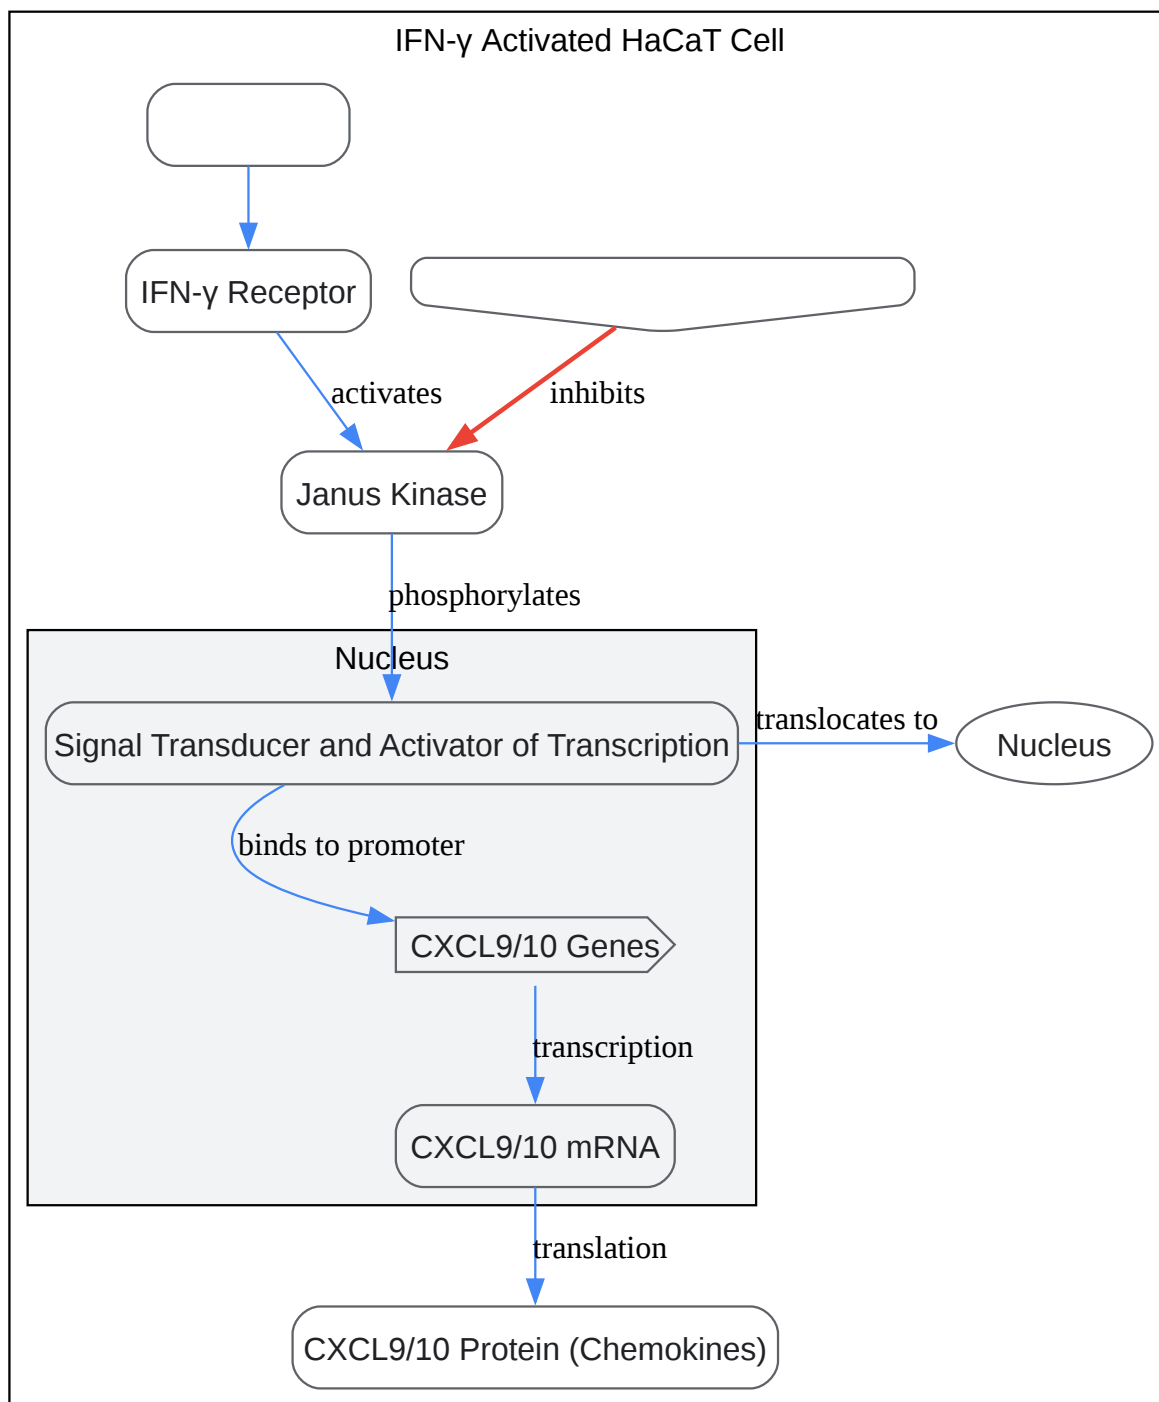 IFN-γ Activated HaCaT Cell
IFN-γ Receptor
activates
inhibits
Janus Kinase
phosphorylates
Nucleus
Signal Transducer and Activator of Transcription
translocates to
Nucleus
binds to promoter
CXCL9/10 Genes
transcription
CXCL9/10 mRNA
translation
CXCL9/10 Protein (Chemokines)